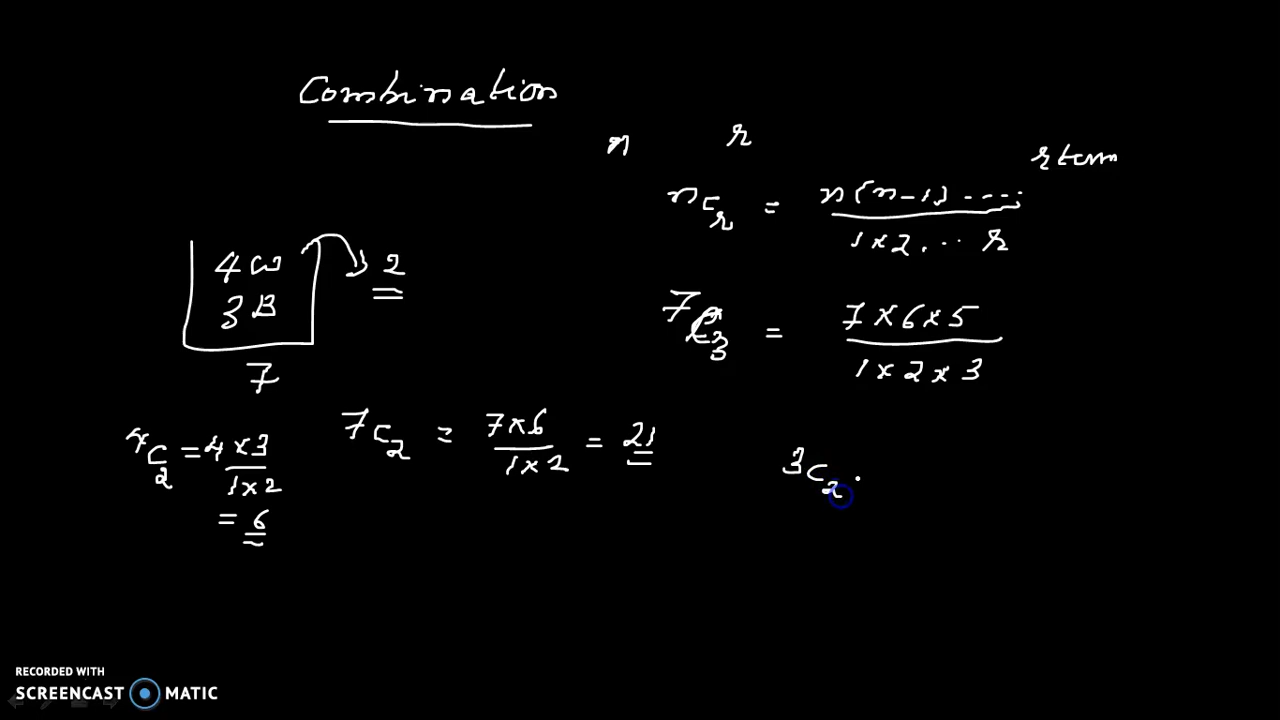 Combination
n r
r term
nCr = n(n-1) ....
1 x 2 . .. r
4W 2
3B
7
7C3 = 7 x 6 x 5
1 x 2 x 3
4C2 = 4 x 3
1 x 2
= 6
7C2 = 7 x 6 = 21
1 x 2
3C2 .
RECORDED WITH
SCREENCAST MATIC